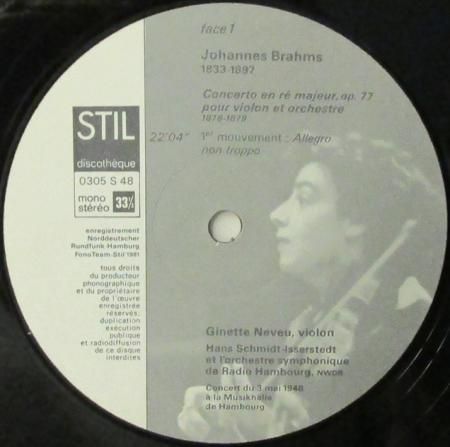 face 1
Johannes Brahms
1833-1897
Concerto en ré majeur, op. 77
pour violon et orchestre
1878-1879
22'04" 1er mouvement : Allegro
non troppo
STIL
discothèque
0305 S 48
mono
stéréo 33⅓
enregistrement
Norddeutscher
Rundfunk Hamburg
FonoTeam-Stil 1981
tous droits
du producteur
phonographique
et du propriétaire
de l'œuvre
enregistrée
réservés;
duplication
exécution
publique
et radiodiffusion
de ce disque
interdites
Ginette Neveu, violon
Hans Schmidt-Isserstedt
et l'orchestre symphonique
de Radio Hambourg, NWDR
Concert du 3 mai 1948
à la Musikhalle
de Hambourg